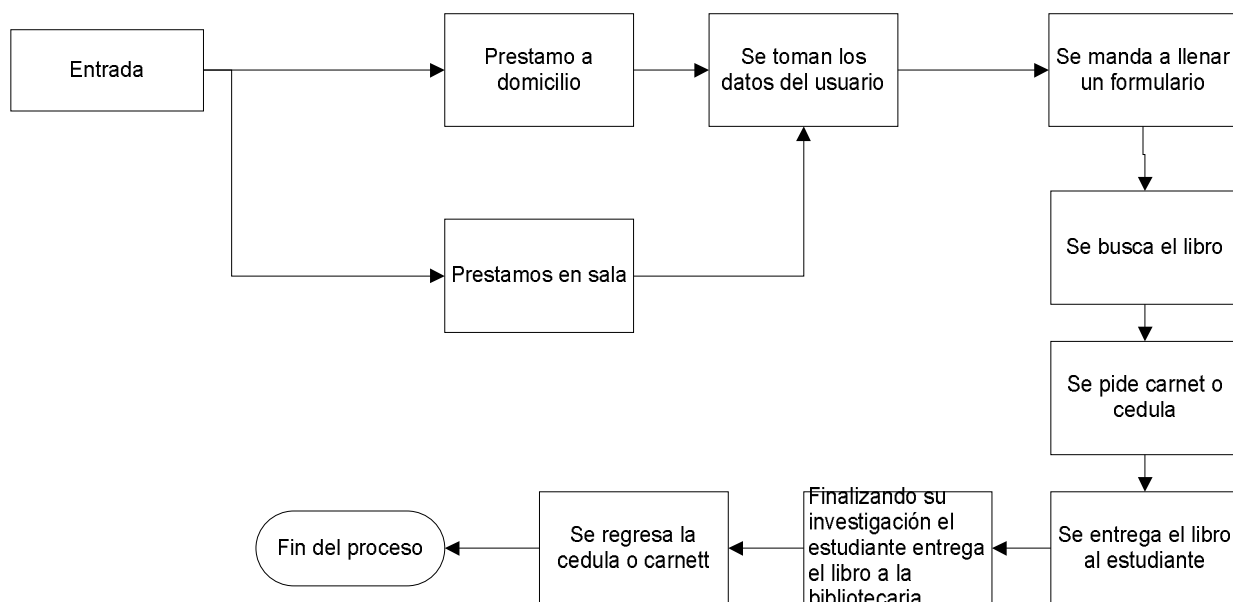 Entrada
Prestamo a
domicilio
Se toman los
datos del usuario
Se manda a llenar
un formulario
Prestamos en sala
Se busca el libro
Se pide carnet o
cedula
Se entrega el libro
al estudiante
Finalizando su
investigación el
estudiante entrega
el libro a la
bibliotecaria
Se regresa la
cedula o carnett
Fin del proceso